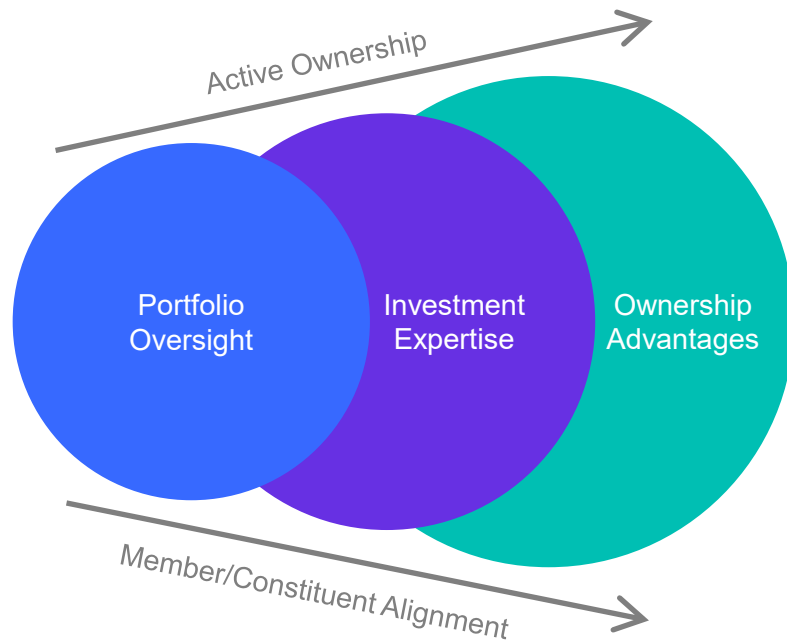 Active Ownership
Portfolio
Oversight
Investment
Expertise
Ownership
Advantages
Member/Constituent Alignment